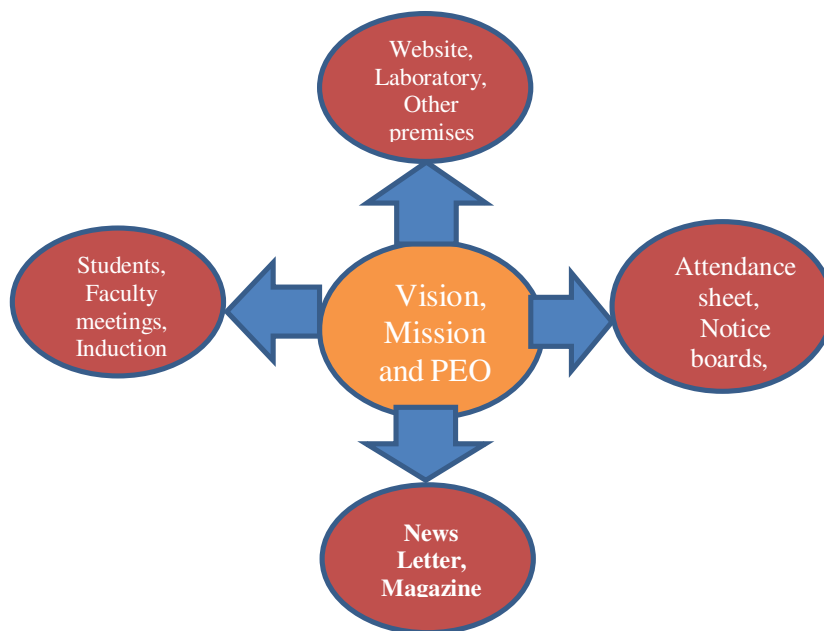 Website,
Laboratory,
Other
premises
Students,
Faculty
meetings,
Induction
Vision,
Mission
and PEO
Attendance
sheet,
Notice
boards,
News
Letter,
Magazine